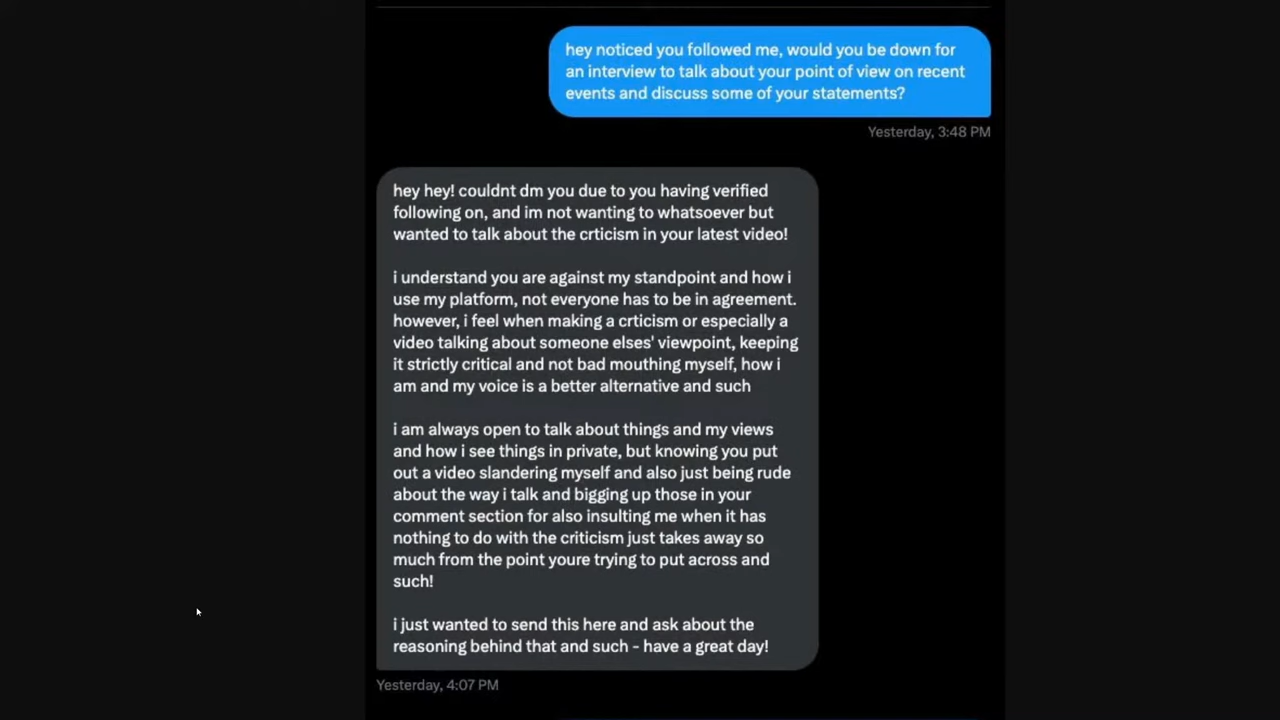 hey noticed you followed me, would you be down for
an interview to talk about your point of view on recent
events and discuss some of your statements?
Yesterday, 3:48 PM
hey hey! couldnt dm you due to you having verified
following on, and im not wanting to whatsoever but
wanted to talk about the crticism in your latest video!
i understand you are against my standpoint and how i
use my platform, not everyone has to be in agreement.
however, i feel when making a crticism or especially a
video talking about someone elses' viewpoint, keeping
it strictly critical and not bad mouthing myself, how i
am and my voice is a better alternative and such
i am always open to talk about things and my views
and how i see things in private, but knowing you put
out a video slandering myself and also just being rude
about the way i talk and bigging up those in your
comment section for also insulting me when it has
nothing to do with the criticism just takes away so
much from the point youre trying to put across and
such!
i just wanted to send this here and ask about the
reasoning behind that and such - have a great day!
Yesterday, 4:07 PM